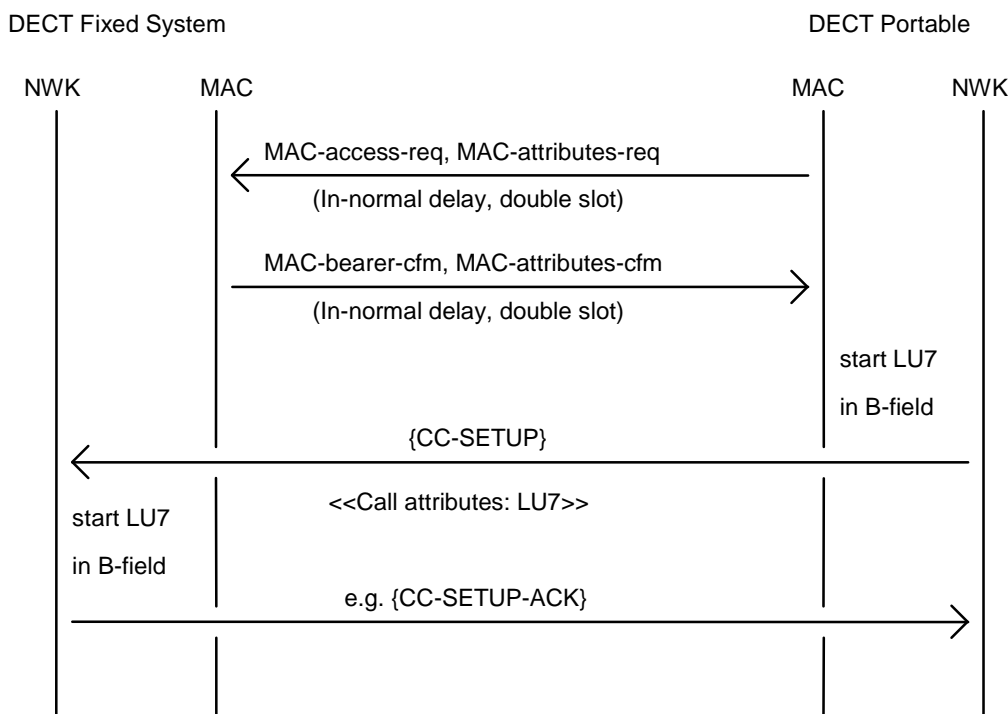 DECT Fixed System
DECT Portable
NWK
MAC
MAC
NWK
MAC-access-req, MAC-attributes-req
(In-normal delay, double slot)
MAC-bearer-cfm, MAC-attributes-cfm
(In-normal delay, double slot)
start LU7
in B-field
{CC-SETUP}
<<Call attributes: LU7>>
start LU7
in B-field
e.g. {CC-SETUP-ACK}